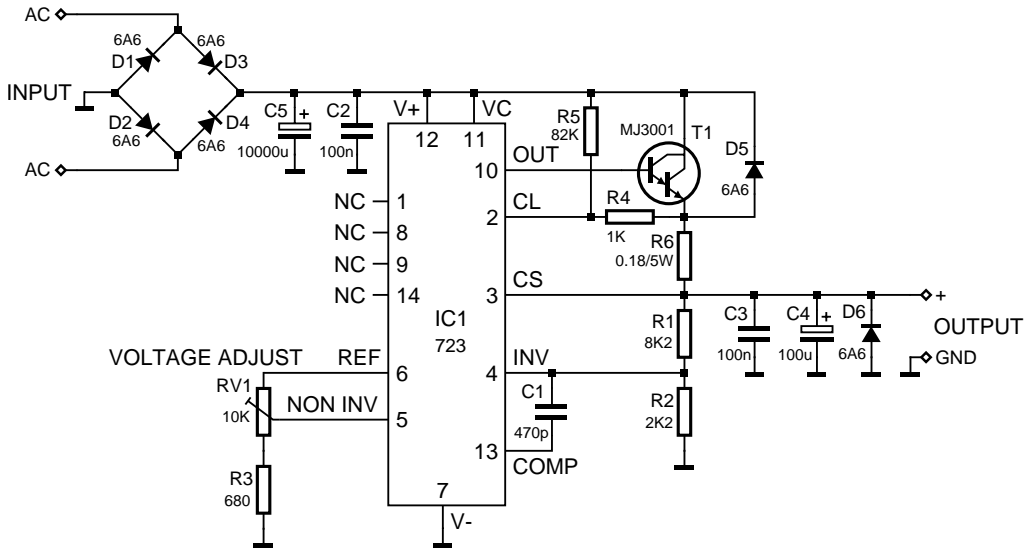 AC
6A6
6A6
D1
D3
INPUT
D2
D4
6A6
6A6
AC
C5
+
10000u
C2
100n
V+
VC
12
11
R5
82K
MJ3001
T1
D5
6A6
OUT
10
NC
1
CL
2
R4
1K
NC
8
R6
0.18/5W
NC
9
NC
14
CS
3
IC1
723
R1
8K2
C3
100n
C4
+
100u
D6
6A6
+
OUTPUT
GND
VOLTAGE ADJUST
REF
6
INV
4
RV1
10K
NON INV
5
C1
470p
R2
2K2
13
COMP
R3
680
7
V-